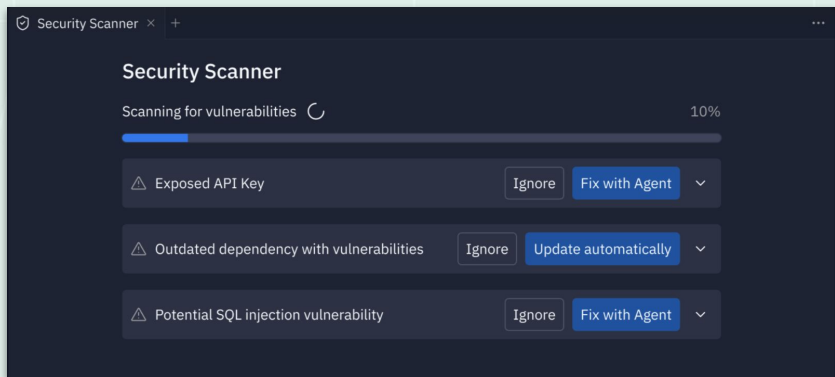 Security Scanner
Security Scanner
Scanning for vulnerabilities 10%
Exposed API Key Ignore Fix with Agent
Outdated dependency with vulnerabilities Ignore Update automatically
Potential SQL injection vulnerability Ignore Fix with Agent